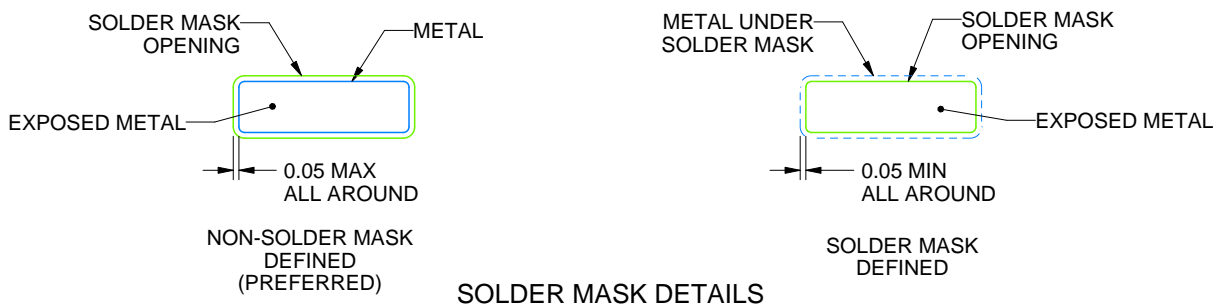 SOLDER MASK
OPENING
METAL
EXPOSED METAL
0.05 MAX
ALL AROUND
NON-SOLDER MASK
DEFINED
(PREFERRED)
METAL UNDER
SOLDER MASK
SOLDER MASK
OPENING
EXPOSED METAL
0.05 MIN
ALL AROUND
SOLDER MASK
DEFINED
SOLDER MASK DETAILS